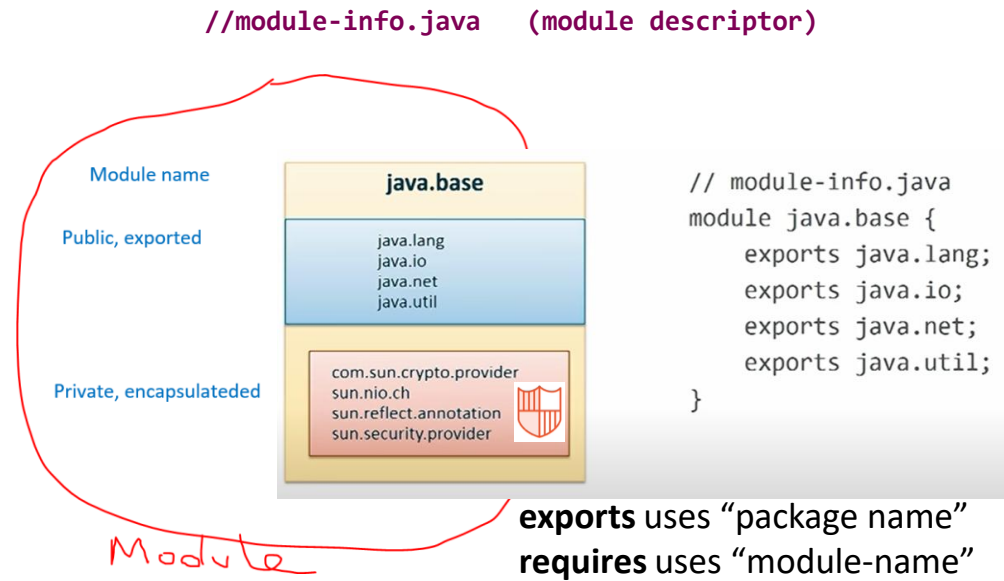 //module-info.java (module descriptor)
Module name
java.base
Public, exported
java.lang
java.io
java.net
java.util
Private, encapsulateded
com.sun.crypto.provider
sun.nio.ch
sun.reflect.annotation
sun.security.provider
// module-info.java
module java.base {
exports java.lang;
exports java.io;
exports java.net;
exports java.util;
}
exports uses “package name”
requires uses “module-name”
Module